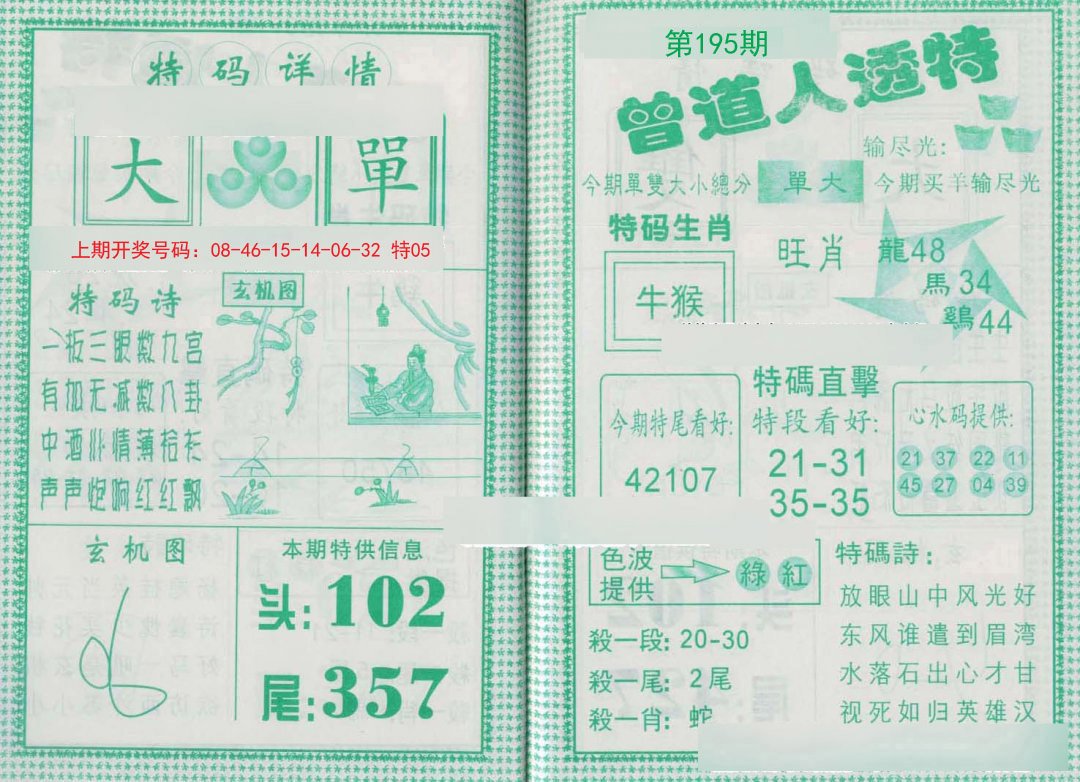 特码详情
大 單
上期开奖号码：08-46-15-14-06-32 特05
特码诗
一板三眼数九宫
有加无减数八卦
中酒心情薄袷衣
声声炮响红红飘
玄机图
玄机图
本期特供信息
头:102
尾:357
第195期
曾道人透特
输尽光:
今期單雙大小總分 單大 今期买羊输尽光
特码生肖
牛猴
旺肖 龍48
馬34
鷄44
今期特尾看好:
42107
特碼直擊
特段看好:
21-31
35-35
心水码提供:
21 37 22 11
45 27 04 39
色波
提供
綠 紅
殺一段: 20-30
殺一尾: 2尾
殺一肖: 蛇
特碼詩:
放眼山中风光好
东风谁遣到眉湾
水落石出心才甘
视死如归英雄汉